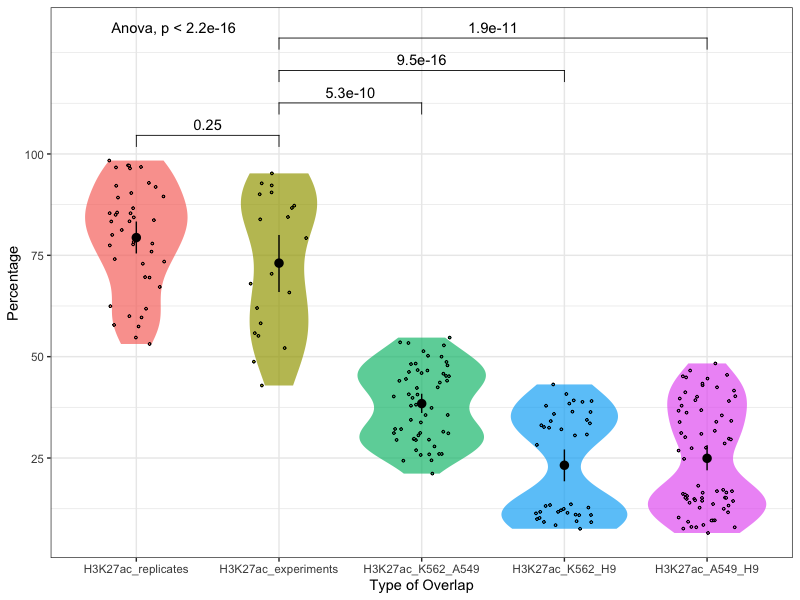 Anova, p < 2.2e-16
1.9e-11
9.5e-16
5.3e-10
0.25
100
75
50
25
Percentage
H3K27ac_replicates
H3K27ac_experiments
H3K27ac_K562_A549
H3K27ac_K562_H9
H3K27ac_A549_H9
Type of Overlap